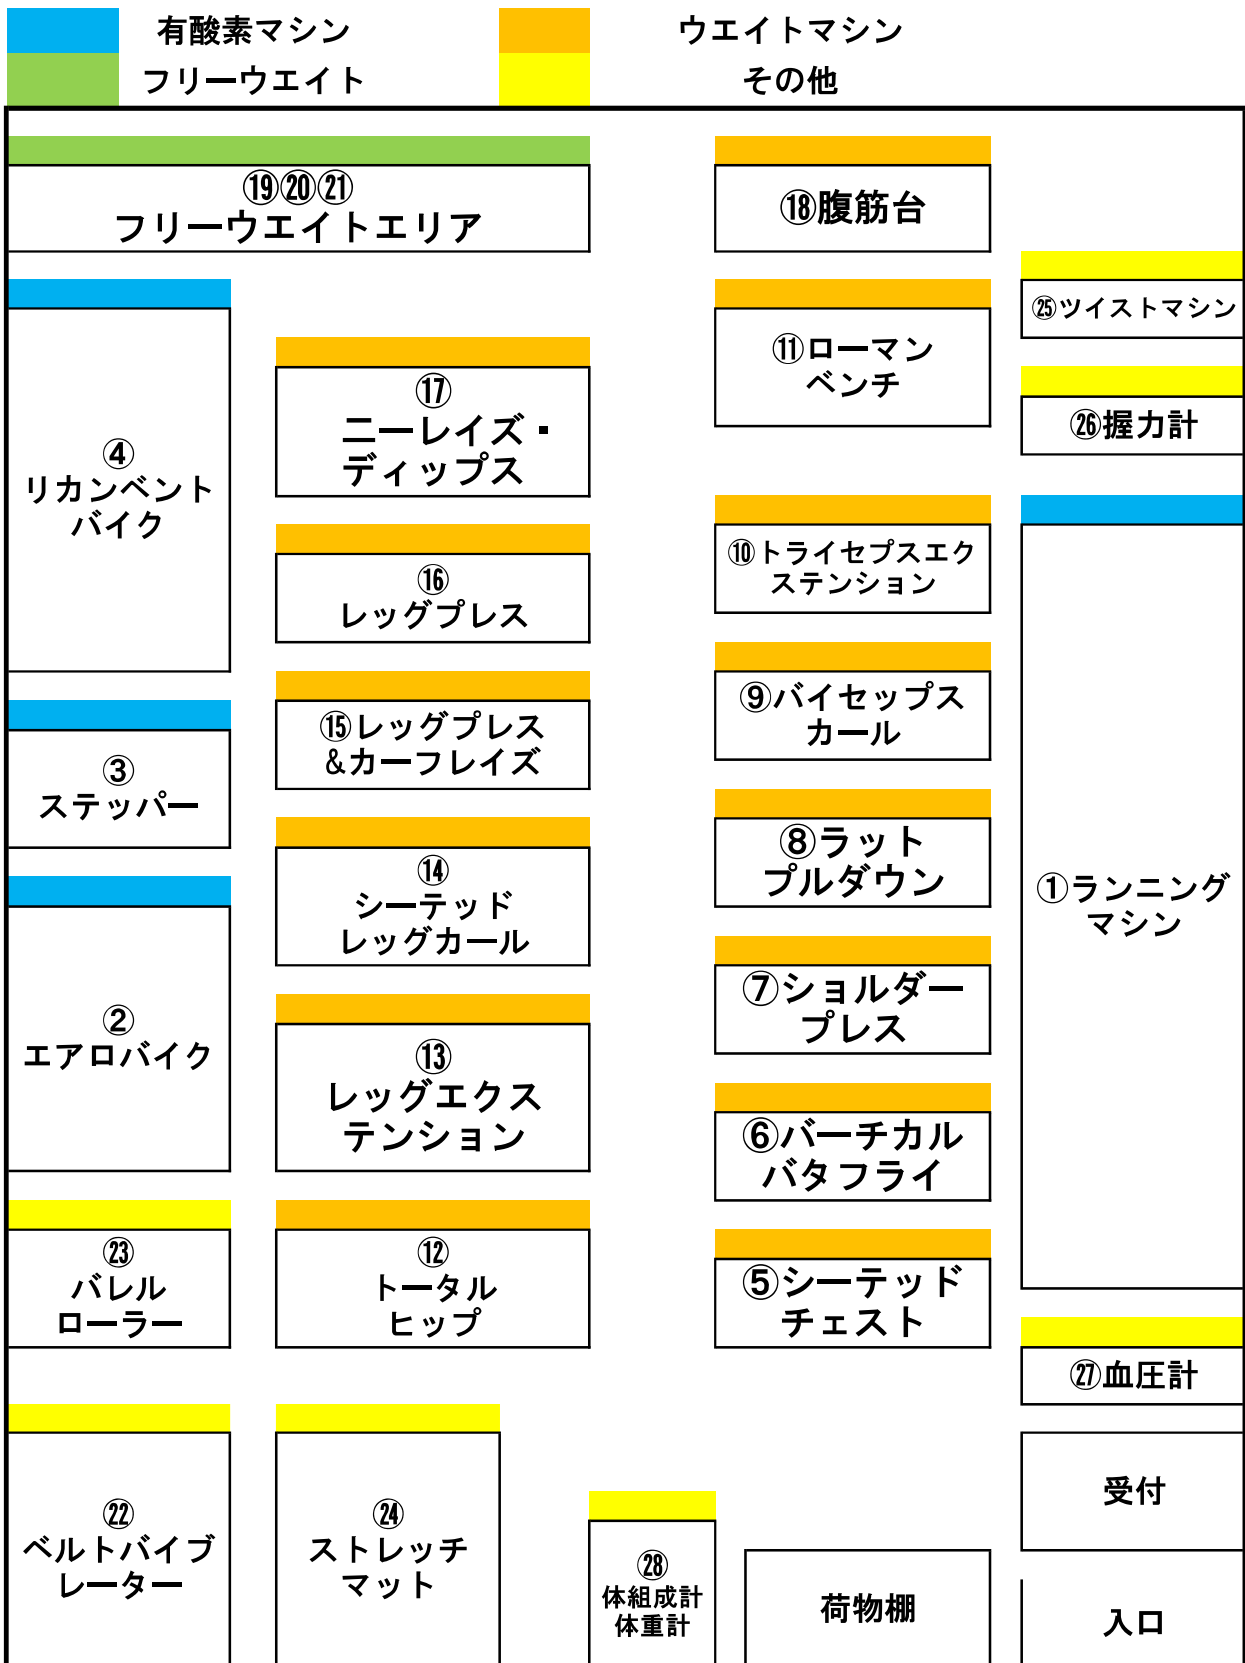 有酸素マシン
ウエイトマシン
フリーウエイト
その他
⑲⑳㉑
フリーウエイトエリア
⑱腹筋台
㉕ツイストマシン
⑪ローマン
ベンチ
㉖握力計
⑰
ニーレイズ・
ディップス
④
リカンベント
バイク
⑩トライセプスエク
ステンション
⑯
レッグプレス
⑨バイセップス
カール
⑮レッグプレス
&カーフレイズ
③
ステッパー
⑧ラット
プルダウン
①ランニング
マシン
⑭
シーテッド
レッグカール
⑦ショルダー
プレス
②
エアロバイク
⑬
レッグエクス
テンション
⑥バーチカル
バタフライ
㉓
バレル
ローラー
⑫
トータル
ヒップ
⑤シーテッド
チェスト
㉗血圧計
受付
㉒
ベルトバイブ
レーター
㉔
ストレッチ
マット
㉘
体組成計
体重計
荷物棚
入口